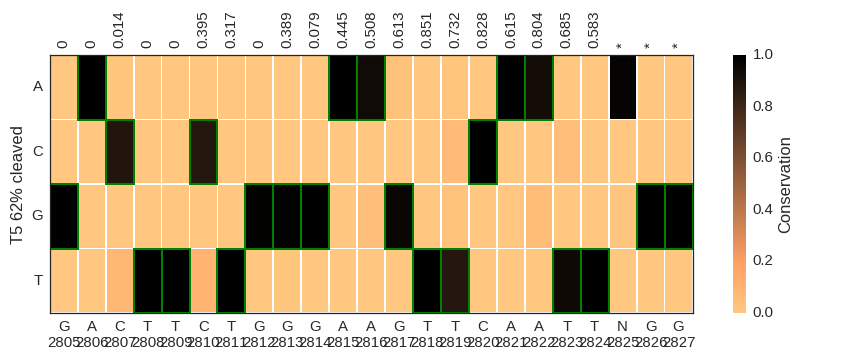 0 0 0.014 0 0 0.395 0.317 0 0.389 0.079 0.445 0.508 0.613 0.851 0.732 0.828 0.615 0.804 0.685 0.583 * * *
T5 62% cleaved
A
C
G
T
G A C T T C T G G G A A G T T C A A T T N G G
2805 2806 2807 2808 2809 2810 2811 2812 2813 2814 2815 2816 2817 2818 2819 2820 2821 2822 2823 2824 2825 2826 2827
1.0
0.8
0.6
0.4
0.2
0.0
Conservation